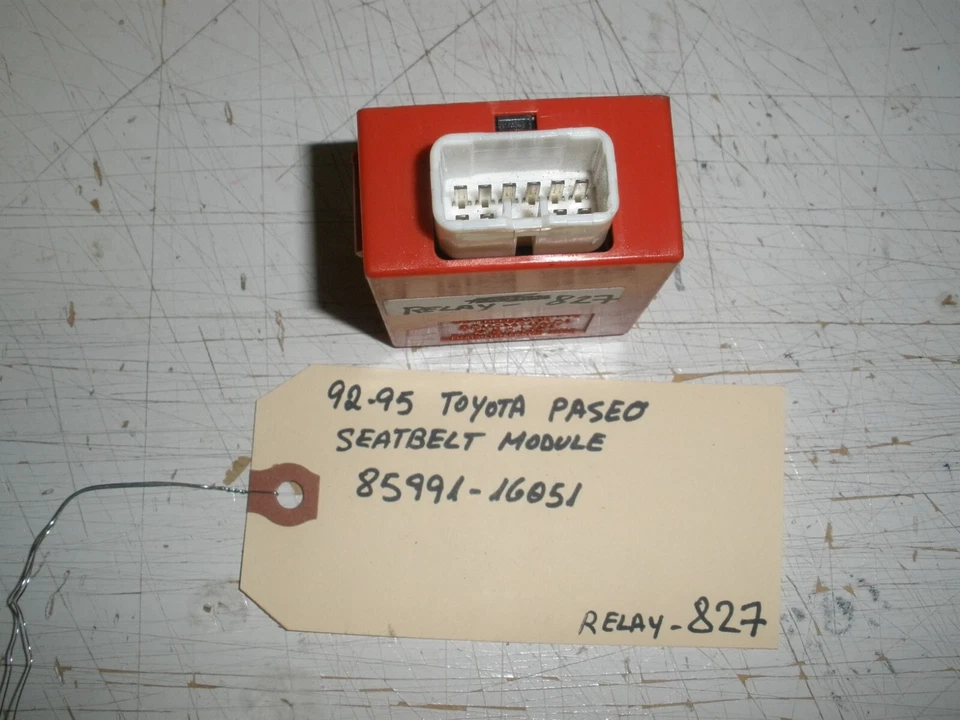 RELAY - 827
92-95 TOYOTA PASEO
SEATBELT MODULE
85991-16051
RELAY - 827